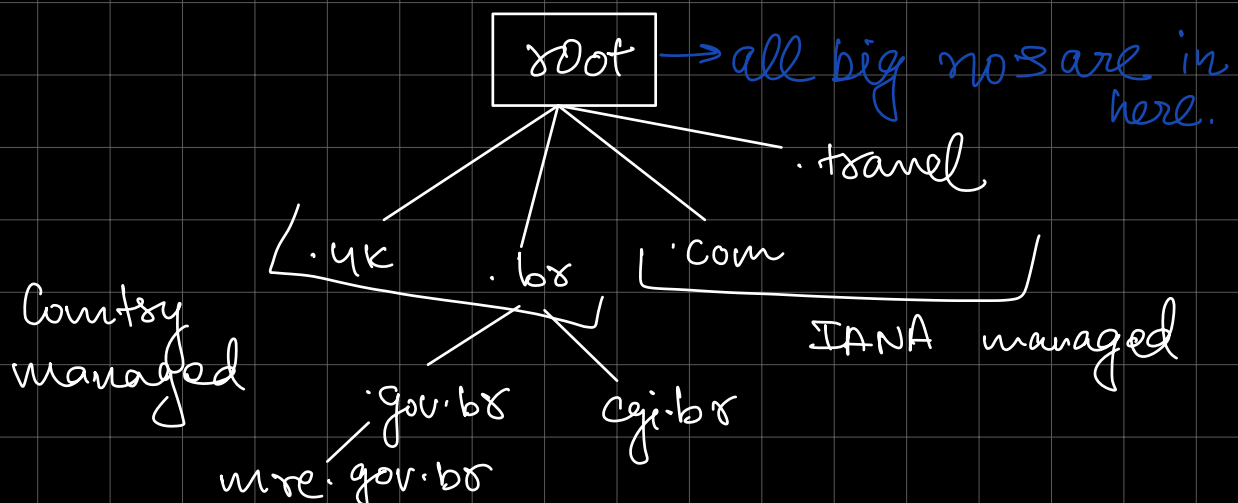 root → all big nos are in
here.
.travel
.uk
.br
.com
Country
managed
IANA managed
.gov.br
cgi.br
mre.gov.br